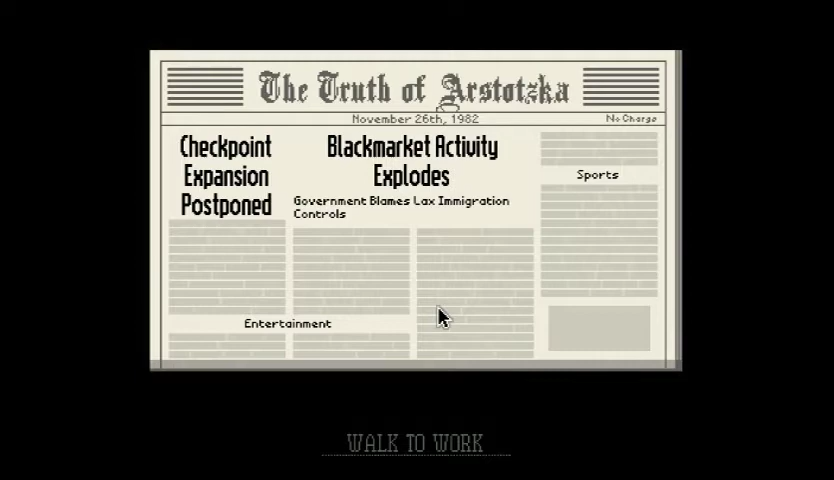 The Truth of Arstotzka
November 26th, 1982
No Charge
Checkpoint
Expansion
Postponed
Blackmarket Activity
Explodes
Government Blames Lax Immigration
Controls
Sports
Entertainment
WALK TO WORK